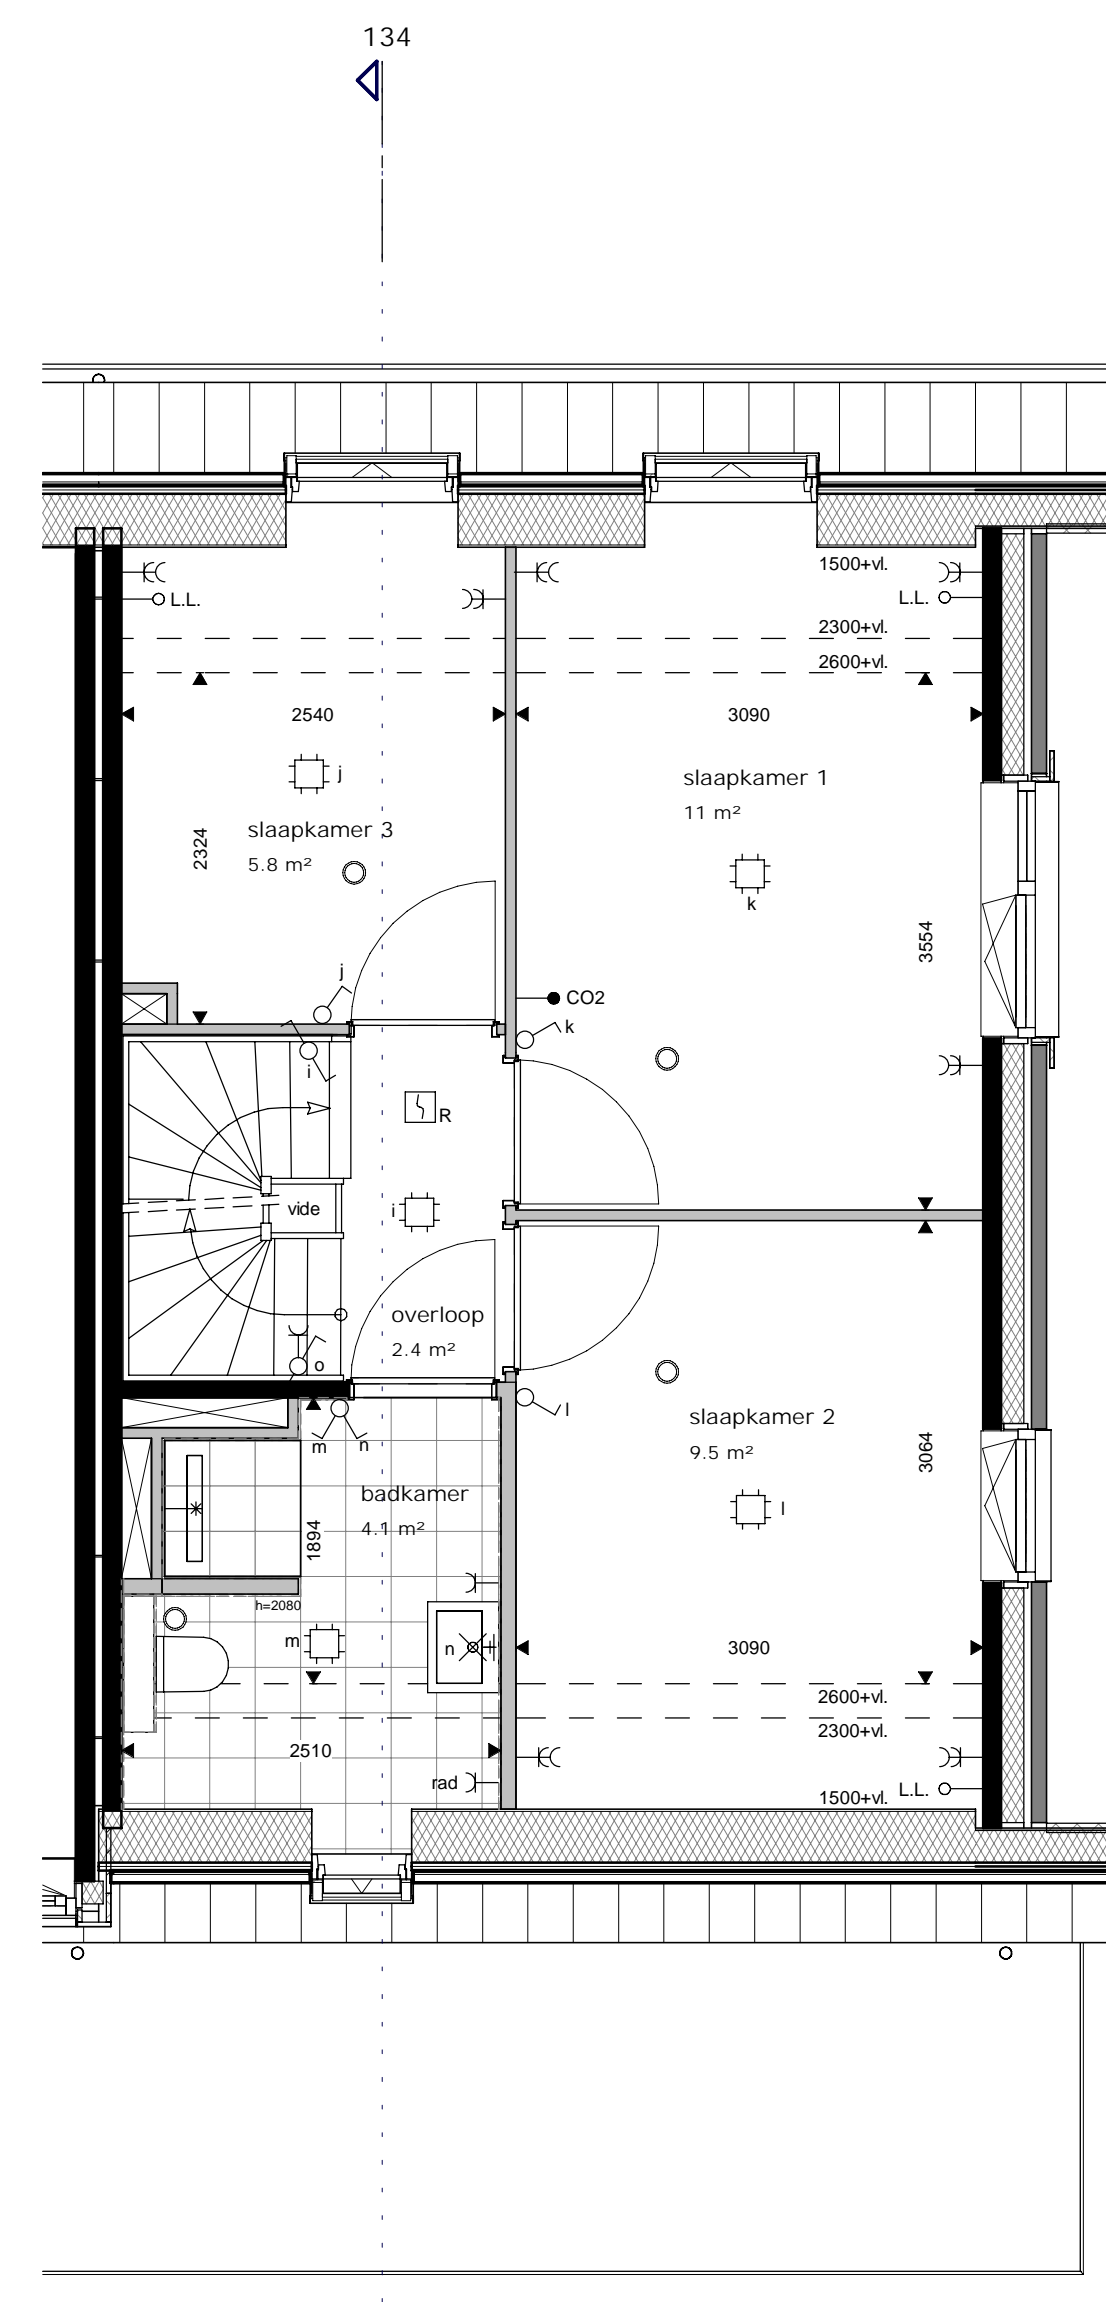 134
1500+vl.
L.L.
L.L.
2300+vl.
2600+vl.
2540
3090
j
slaapkamer 1
11 m²
slaapkamer 3
5.8 m²
2324
k
3554
j
CO2
k
i
R
vide
i
overloop
2.4 m²
o
l
slaapkamer 2
9.5 m²
m
n
badkamer
4.1 m²
1894
3064
l
h=2080
m
n
3090
2600+vl.
2300+vl.
2510
rad
L.L.
1500+vl.